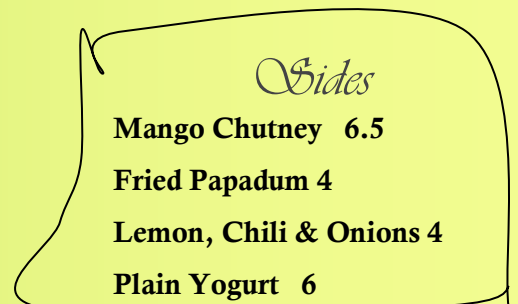 Sides
Mango Chutney 6.5
Fried Papadum 4
Lemon, Chili & Onions 4
Plain Yogurt 6